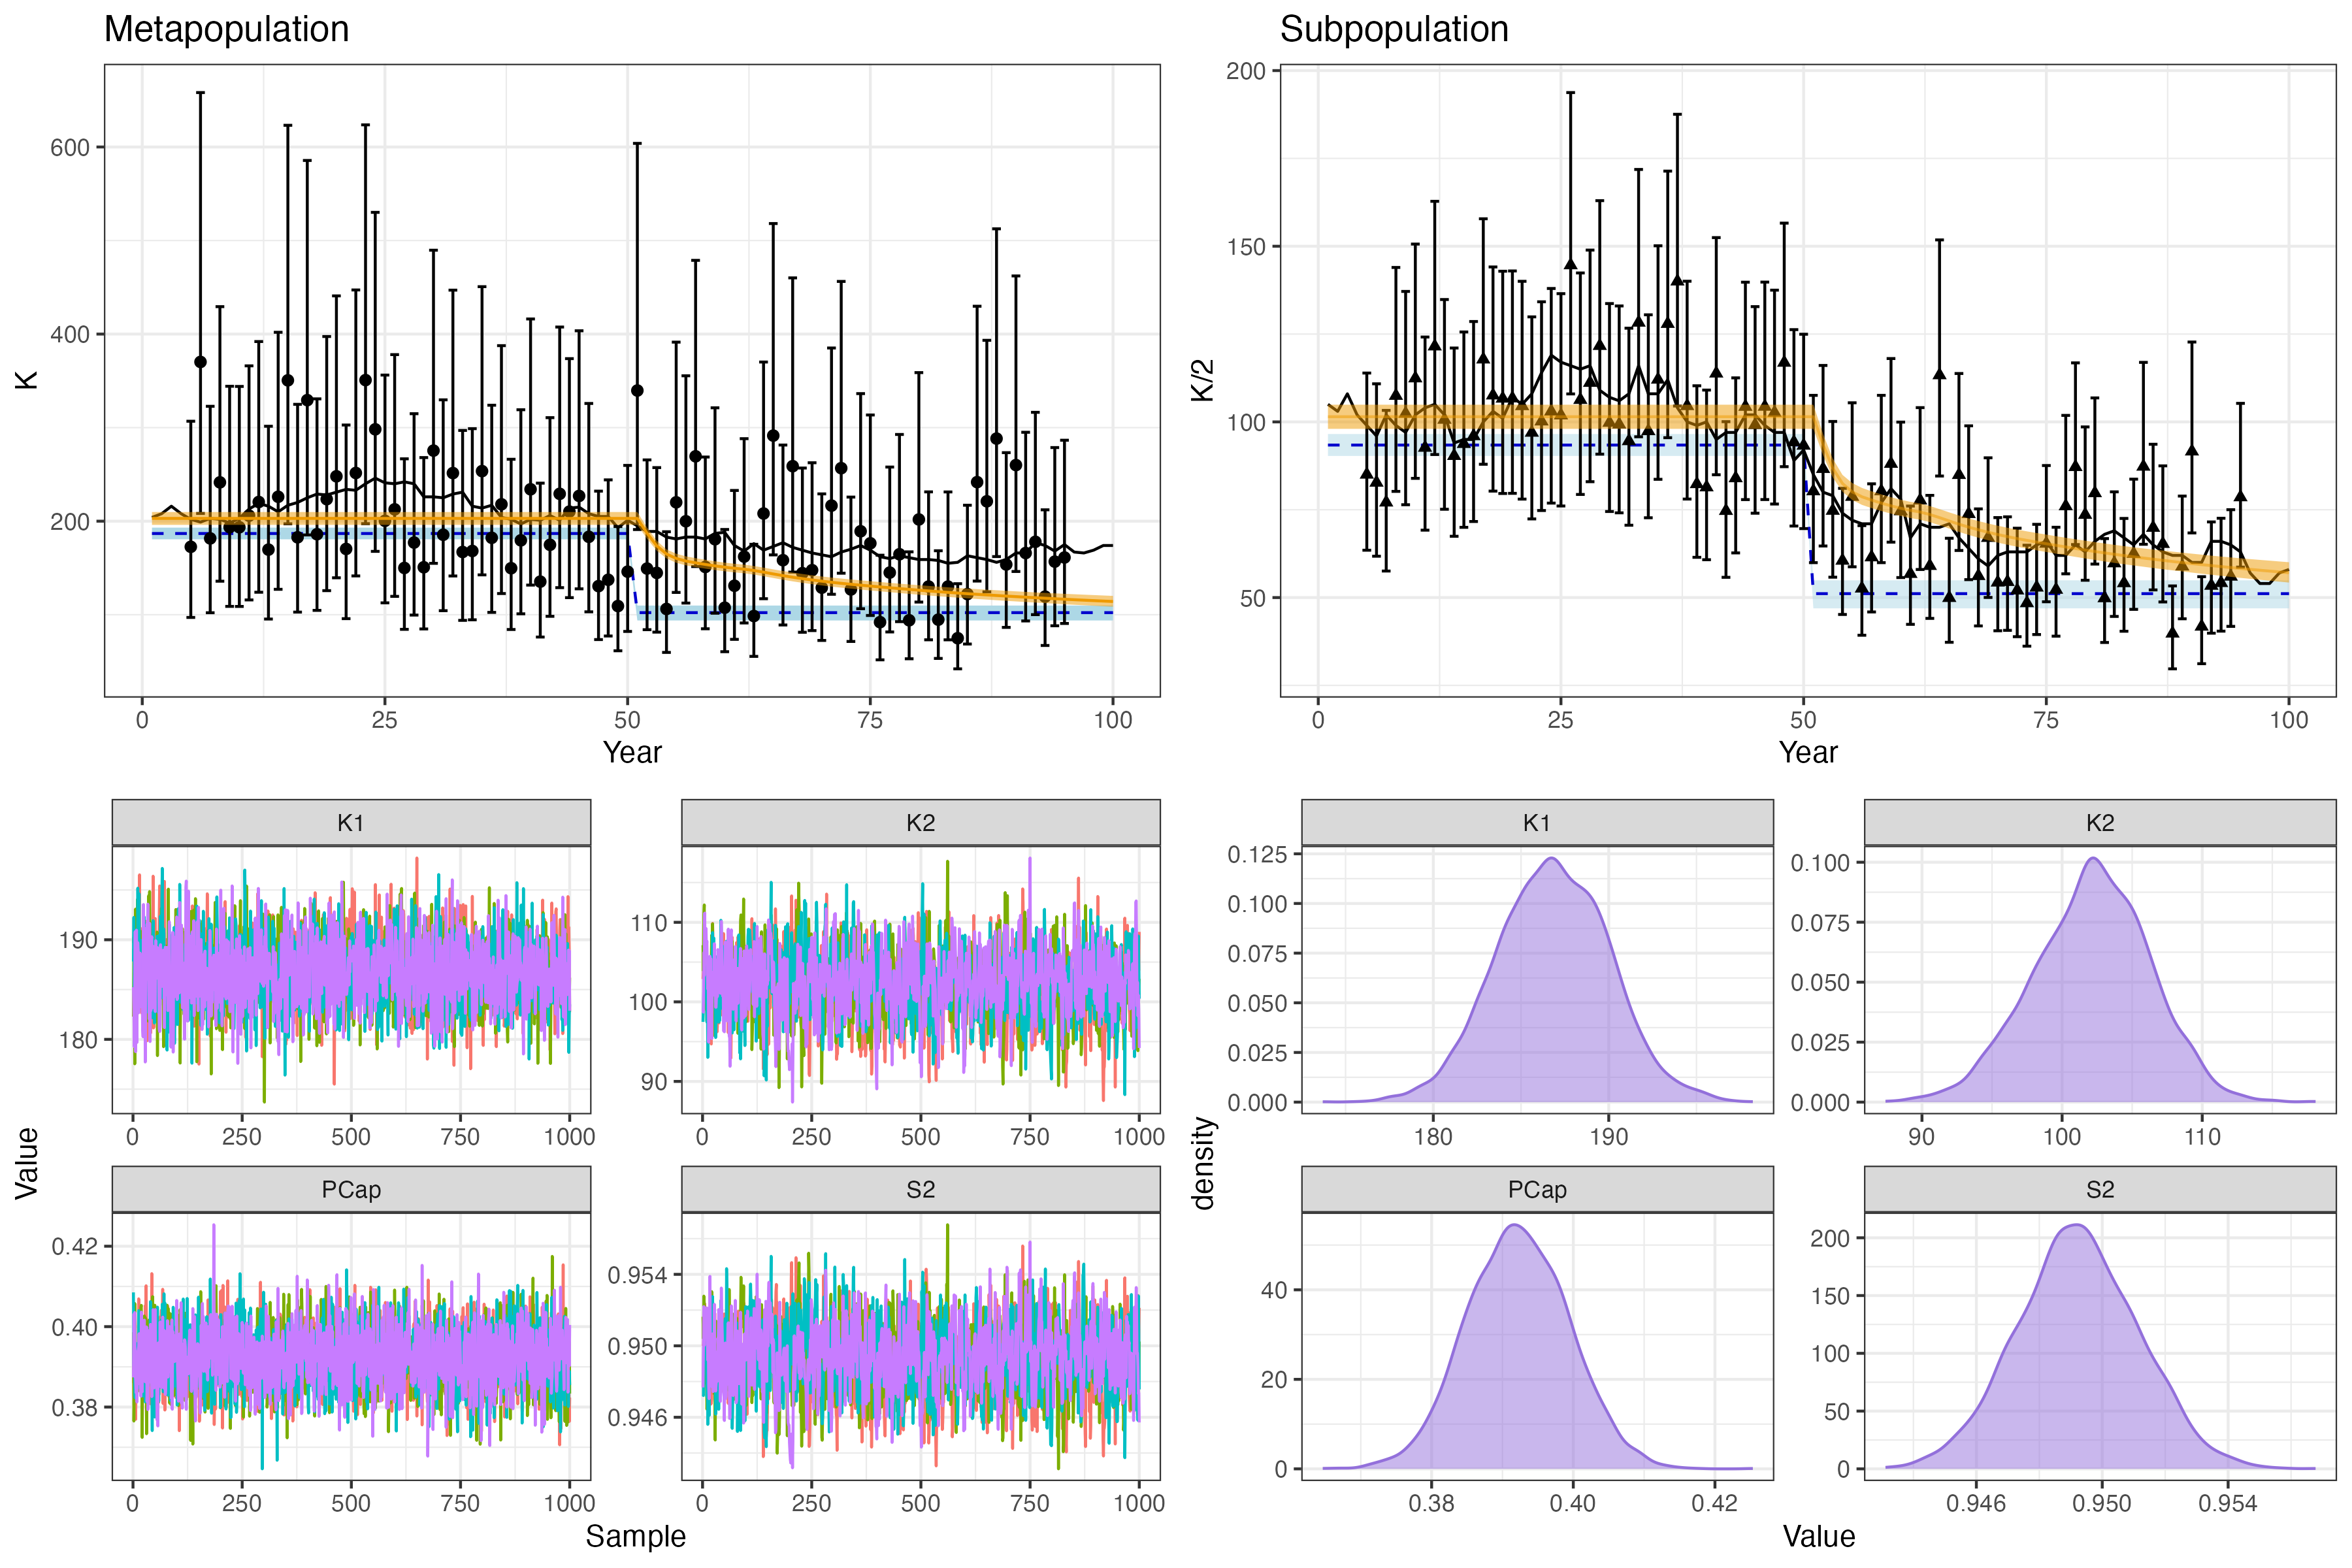 Metapopulation
K
600
400
200
0 25 50 75 100
Year
Subpopulation
K/2
200
150
100
50
0 25 50 75 100
Year
Value
K1
190
180
0 250 500 750 1000
K2
110
100
90
0 250 500 750 1000
PCap
0.42
0.40
0.38
0 250 500 750 1000
S2
0.954
0.950
0.946
0 250 500 750 1000
Sample
density
K1
0.125
0.100
0.075
0.050
0.025
0.000
180 190
K2
0.100
0.075
0.050
0.025
0.000
90 100 110
PCap
40
20
0
0.38 0.40 0.42
S2
200
150
100
50
0
0.946 0.950 0.954
Value